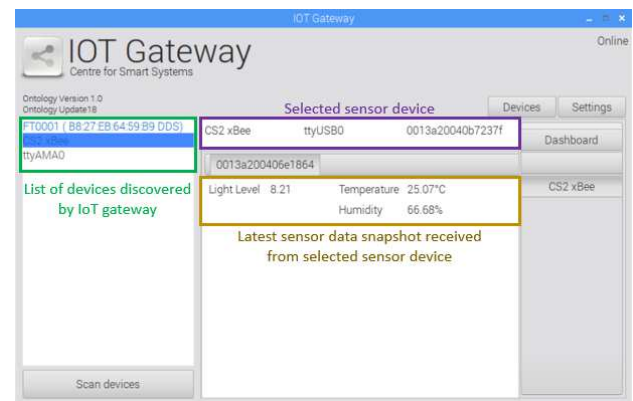 IOT Gateway
IOT Gateway
Centre for Smart Systems
Online
Ontology Version 1.0
Ontology Update18
Selected sensor device
Devices
Settings
FT0001 ( B8:27:EB:64:59:B9 DDS)
CS2 xBee
ttyAMA0
CS2 xBee ttyUSB0 0013a20040b7237f
Dashboard
0013a200406e1864
CS2 xBee
List of devices discovered
by IoT gateway
Light Level 8.21 Temperature 25.07°C
Humidity 66.68%
Latest sensor data snapshot received
from selected sensor device
Scan devices